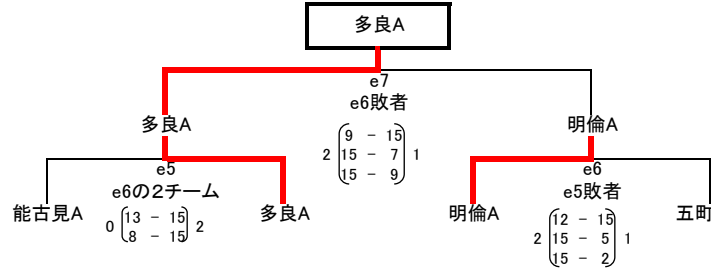 多良A
e7
e6敗者
9 - 15
2 15 - 7 1
15 - 9
多良A
明倫A
e5
e6の2チーム
能古見A
13 - 15
0 2
8 - 15
多良A
e6
e5敗者
明倫A
12 - 15
2 15 - 5 1
15 - 2
五町